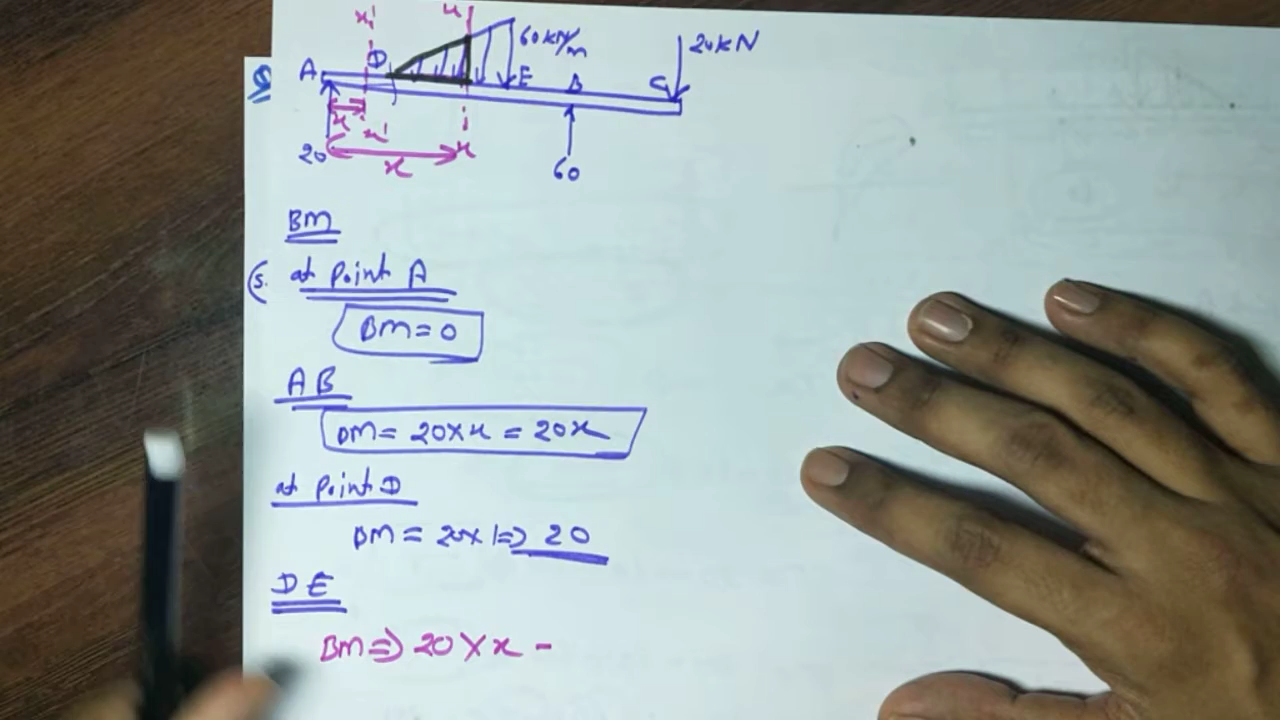 x' x
A D 60kN/m E B C 20kN
x x'
20 x x
60
BM
(s. at Point A
BM = 0
AB
BM = 20×x = 20x
at Point D
BM = 20×1 ⇒ 20
DE
BM ⇒ 20 × x -